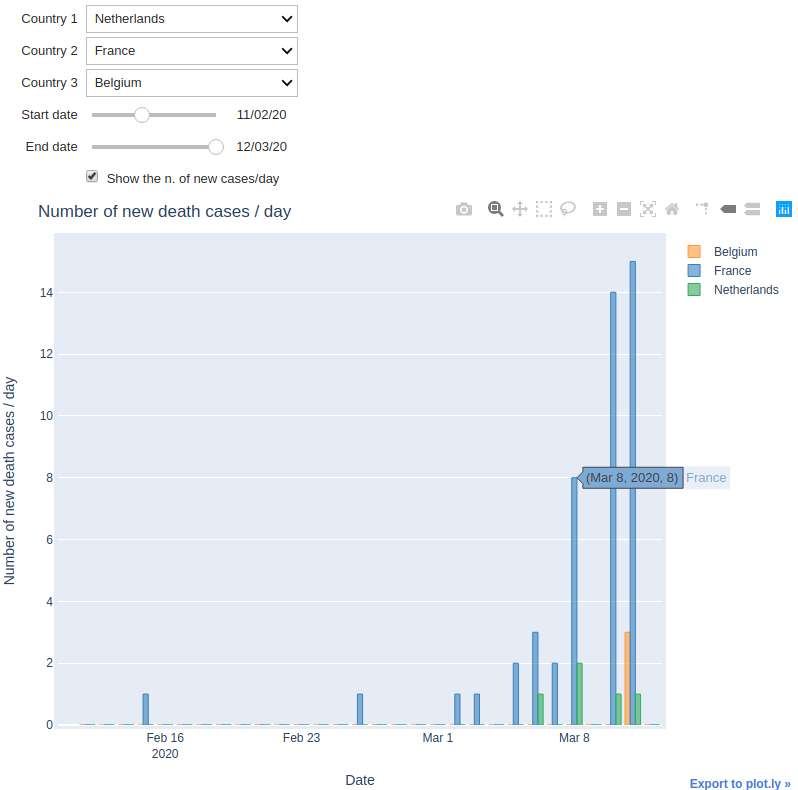 Country 1 Netherlands
Country 2 France
Country 3 Belgium
Start date 11/02/20
End date 12/03/20
Show the n. of new cases/day
Number of new death cases / day
Belgium
France
Netherlands
14
12
10
8
6
4
2
0
Number of new death cases / day
(Mar 8, 2020, 8) France
Feb 16 Feb 23 Mar 1 Mar 8
2020
Date
Export to plot.ly »